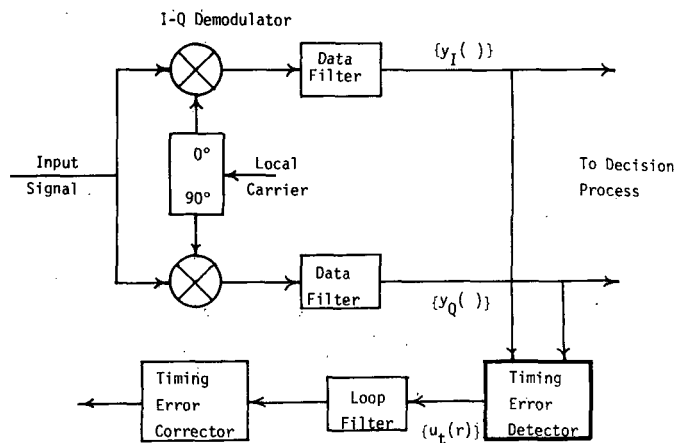 I-Q Demodulator
Data
Filter
{y_I( )}
0°
90°
Input
Signal
Local
Carrier
To Decision
Process
Data
Filter
{y_Q( )}
Timing
Error
Corrector
Loop
Filter
{u_t(r)}
Timing
Error
Detector